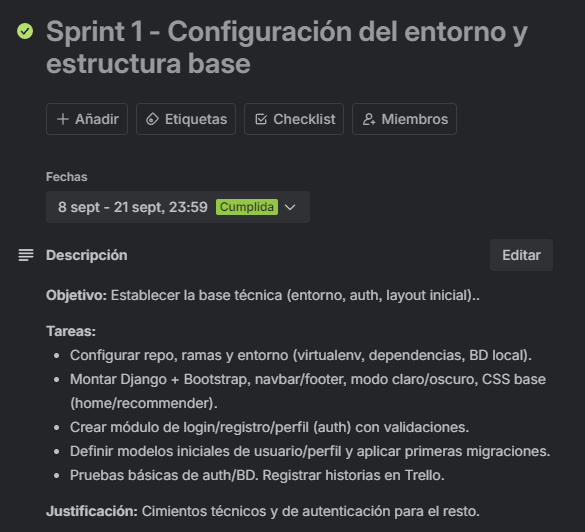 Sprint 1 - Configuración del entorno y
estructura base
Añadir
Etiquetas
Checklist
Miembros
Fechas
8 sept - 21 sept, 23:59 Cumplida
Descripción
Editar
Objetivo: Establecer la base técnica (entorno, auth, layout inicial)..
Tareas:
• Configurar repo, ramas y entorno (virtualenv, dependencias, BD local).
• Montar Django + Bootstrap, navbar/footer, modo claro/oscuro, CSS base
(home/recommender).
• Crear módulo de login/registro/perfil (auth) con validaciones.
• Definir modelos iniciales de usuario/perfil y aplicar primeras migraciones.
• Pruebas básicas de auth/BD. Registrar historias en Trello.
Justificación: Cimientos técnicos y de autenticación para el resto.